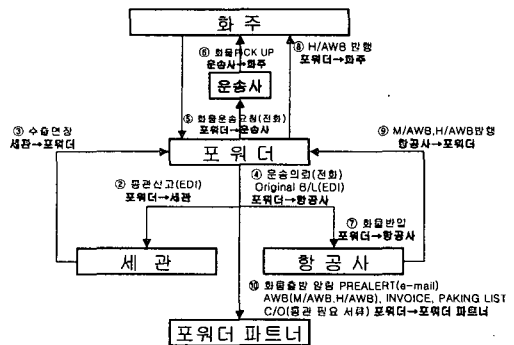 화 주
⑥ 화물PICK UP
운송사→화주
⑧ H/AWB 발행
포워더→화주
운송사
⑤ 화물운송요청(전화)
포워더→운송사
③ 수출면장
세관→포워더
⑨ M/AWB,H/AWB발행
항공사→포워더
포 워 더
② 통관신고(EDI)
포워더→세관
④ 운송의뢰(전화)
Original B/L(EDI)
포워더→항공사
⑦ 화물반입
포워더→항공사
세 관
항 공 사
⑩ 화물출발 알림 PREALERT(e-mail)
AWB(M/AWB,H/AWB), INVOICE, PAKING LIST
C/O(통관 필요 서류) 포워더→포워더 파트너
포워더 파트너